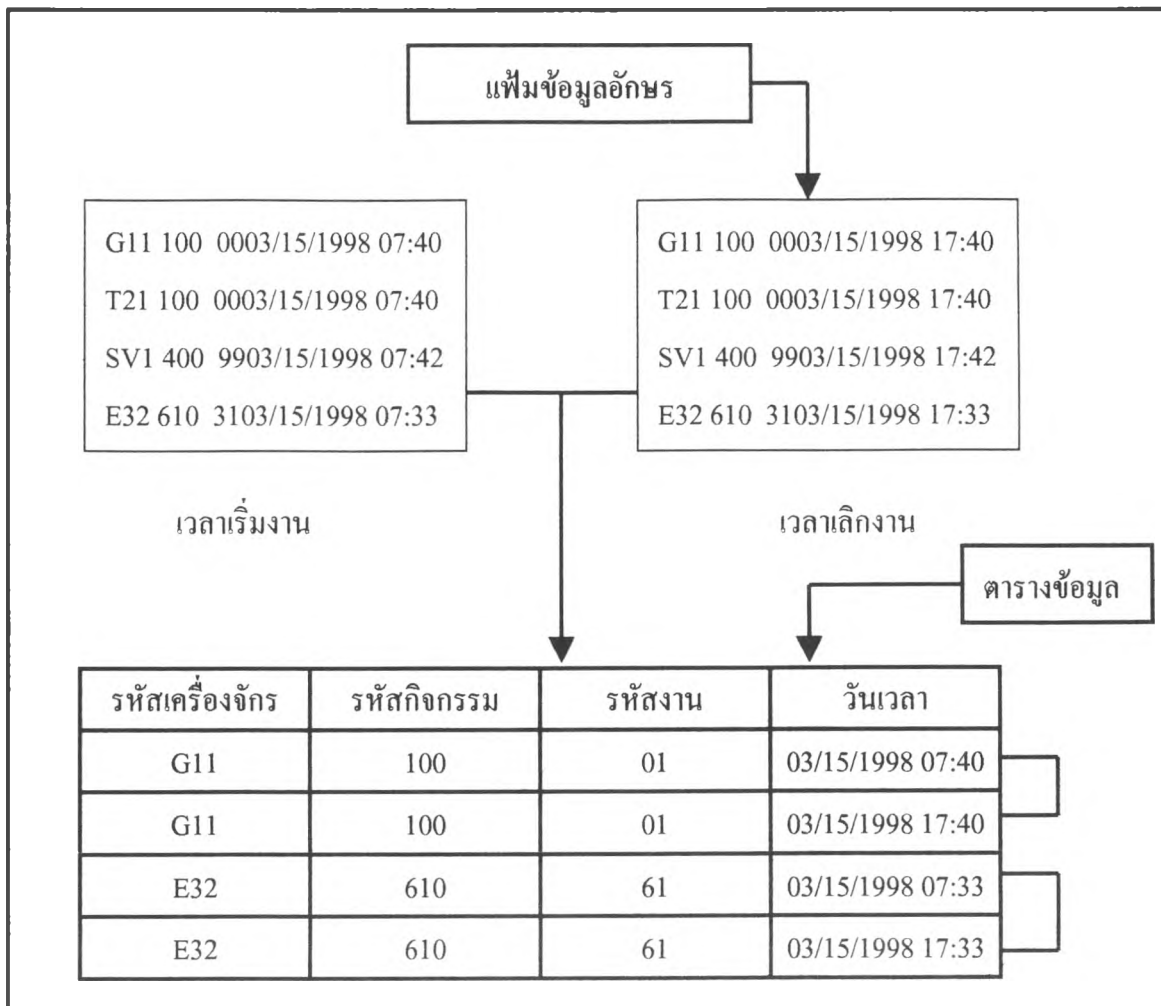 แฟ้มข้อมูลอักษร
G11 100  0003/15/1998 07:40
T21 100  0003/15/1998 07:40
SV1 400  9903/15/1998 07:42
E32 610  3103/15/1998 07:33
G11 100  0003/15/1998 17:40
T21 100  0003/15/1998 17:40
SV1 400  9903/15/1998 17:42
E32 610  3103/15/1998 17:33
เวลาเริ่มงาน
เวลาเลิกงาน
ตารางข้อมูล
รหัสเครื่องจักร รหัสกิจกรรม รหัสงาน วันเวลา
G11 100 01 03/15/1998 07:40
G11 100 01 03/15/1998 17:40
E32 610 61 03/15/1998 07:33
E32 610 61 03/15/1998 17:33